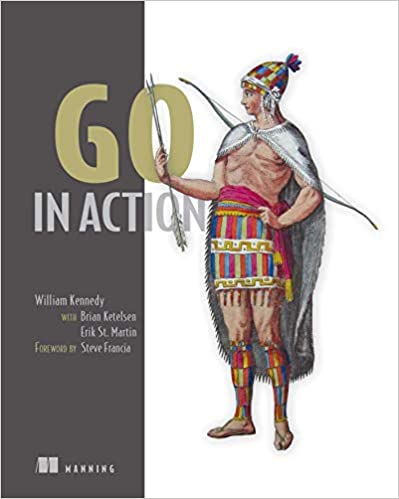 GO
IN ACTION
William Kennedy
WITH Brian Ketelsen
Erik St. Martin
FOREWORD BY Steve Francia
MANNING